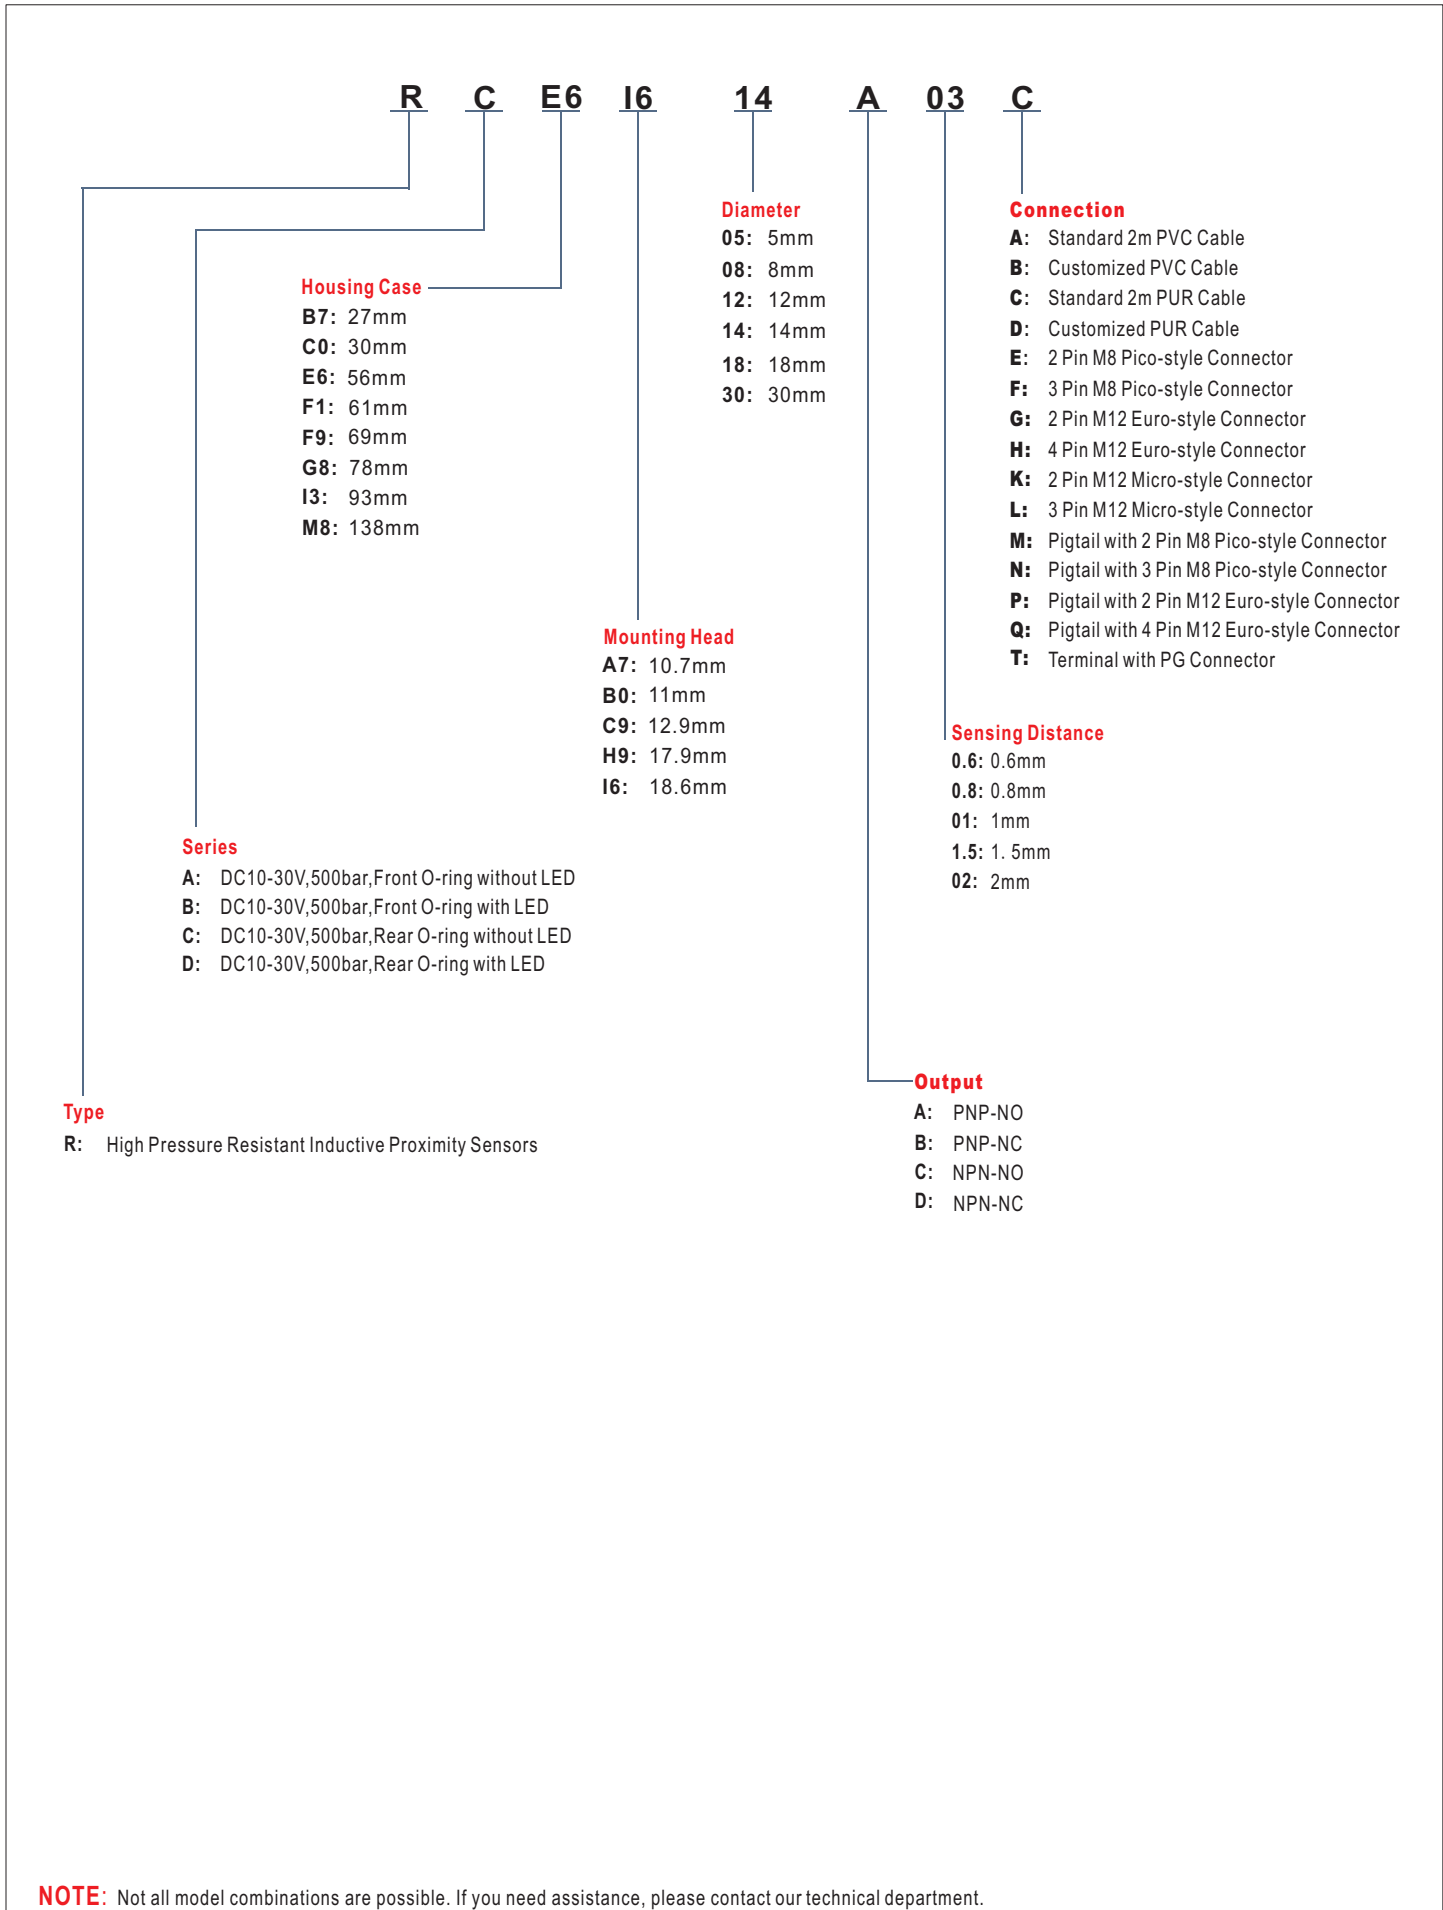 R C E6 I6 14 A 03 C
Diameter
05: 5mm
08: 8mm
12: 12mm
14: 14mm
18: 18mm
30: 30mm
Connection
A: Standard 2m PVC Cable
B: Customized PVC Cable
C: Standard 2m PUR Cable
D: Customized PUR Cable
E: 2 Pin M8 Pico-style Connector
F: 3 Pin M8 Pico-style Connector
G: 2 Pin M12 Euro-style Connector
H: 4 Pin M12 Euro-style Connector
K: 2 Pin M12 Micro-style Connector
L: 3 Pin M12 Micro-style Connector
M: Pigtail with 2 Pin M8 Pico-style Connector
N: Pigtail with 3 Pin M8 Pico-style Connector
P: Pigtail with 2 Pin M12 Euro-style Connector
Q: Pigtail with 4 Pin M12 Euro-style Connector
T: Terminal with PG Connector
Housing Case
B7: 27mm
C0: 30mm
E6: 56mm
F1: 61mm
F9: 69mm
G8: 78mm
I3: 93mm
M8: 138mm
Mounting Head
A7: 10.7mm
B0: 11mm
C9: 12.9mm
H9: 17.9mm
I6: 18.6mm
Sensing Distance
0.6: 0.6mm
0.8: 0.8mm
01: 1mm
1.5: 1. 5mm
02: 2mm
Series
A: DC10-30V,500bar,Front O-ring without LED
B: DC10-30V,500bar,Front O-ring with LED
C: DC10-30V,500bar,Rear O-ring without LED
D: DC10-30V,500bar,Rear O-ring with LED
Output
A: PNP-NO
B: PNP-NC
C: NPN-NO
D: NPN-NC
Type
R: High Pressure Resistant Inductive Proximity Sensors
NOTE: Not all model combinations are possible. If you need assistance, please contact our technical department.